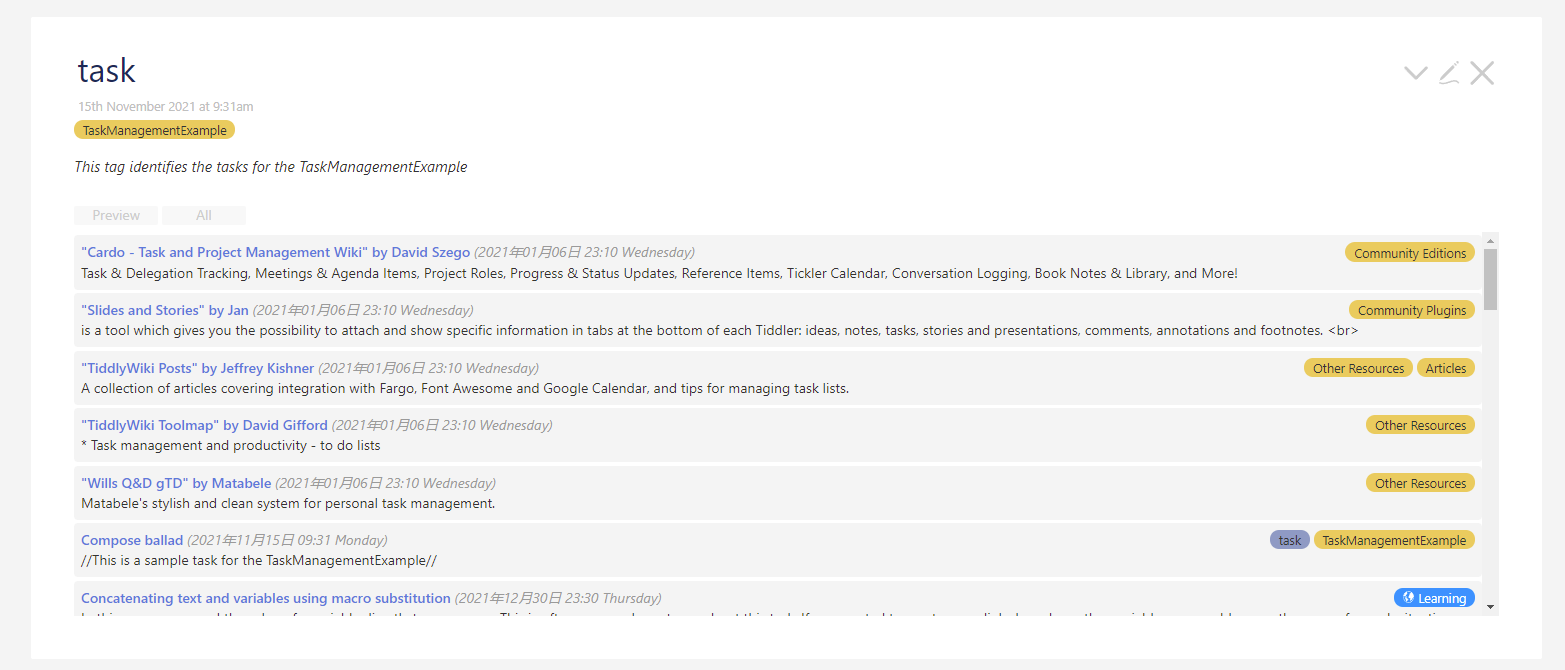 task
15th November 2021 at 9:31am
TaskManagementExample
This tag identifies the tasks for the TaskManagementExample
Preview All
"Cardo - Task and Project Management Wiki" by David Szego (2021年01月06日 23:10 Wednesday) Community Editions
Task & Delegation Tracking, Meetings & Agenda Items, Project Roles, Progress & Status Updates, Reference Items, Tickler Calendar, Conversation Logging, Book Notes & Library, and More!
"Slides and Stories" by Jan (2021年01月06日 23:10 Wednesday) Community Plugins
is a tool which gives you the possibility to attach and show specific information in tabs at the bottom of each Tiddler: ideas, notes, tasks, stories and presentations, comments, annotations and footnotes. <br>
"TiddlyWiki Posts" by Jeffrey Kishner (2021年01月06日 23:10 Wednesday) Other Resources Articles
A collection of articles covering integration with Fargo, Font Awesome and Google Calendar, and tips for managing task lists.
"TiddlyWiki Toolmap" by David Gifford (2021年01月06日 23:10 Wednesday) Other Resources
* Task management and productivity - to do lists
"Wills Q&D gTD" by Matabele (2021年01月06日 23:10 Wednesday) Other Resources
Matabele's stylish and clean system for personal task management.
Compose ballad (2021年11月15日 09:31 Monday) task TaskManagementExample
//This is a sample task for the TaskManagementExample//
Concatenating text and variables using macro substitution (2021年12月30日 23:30 Thursday) Learning